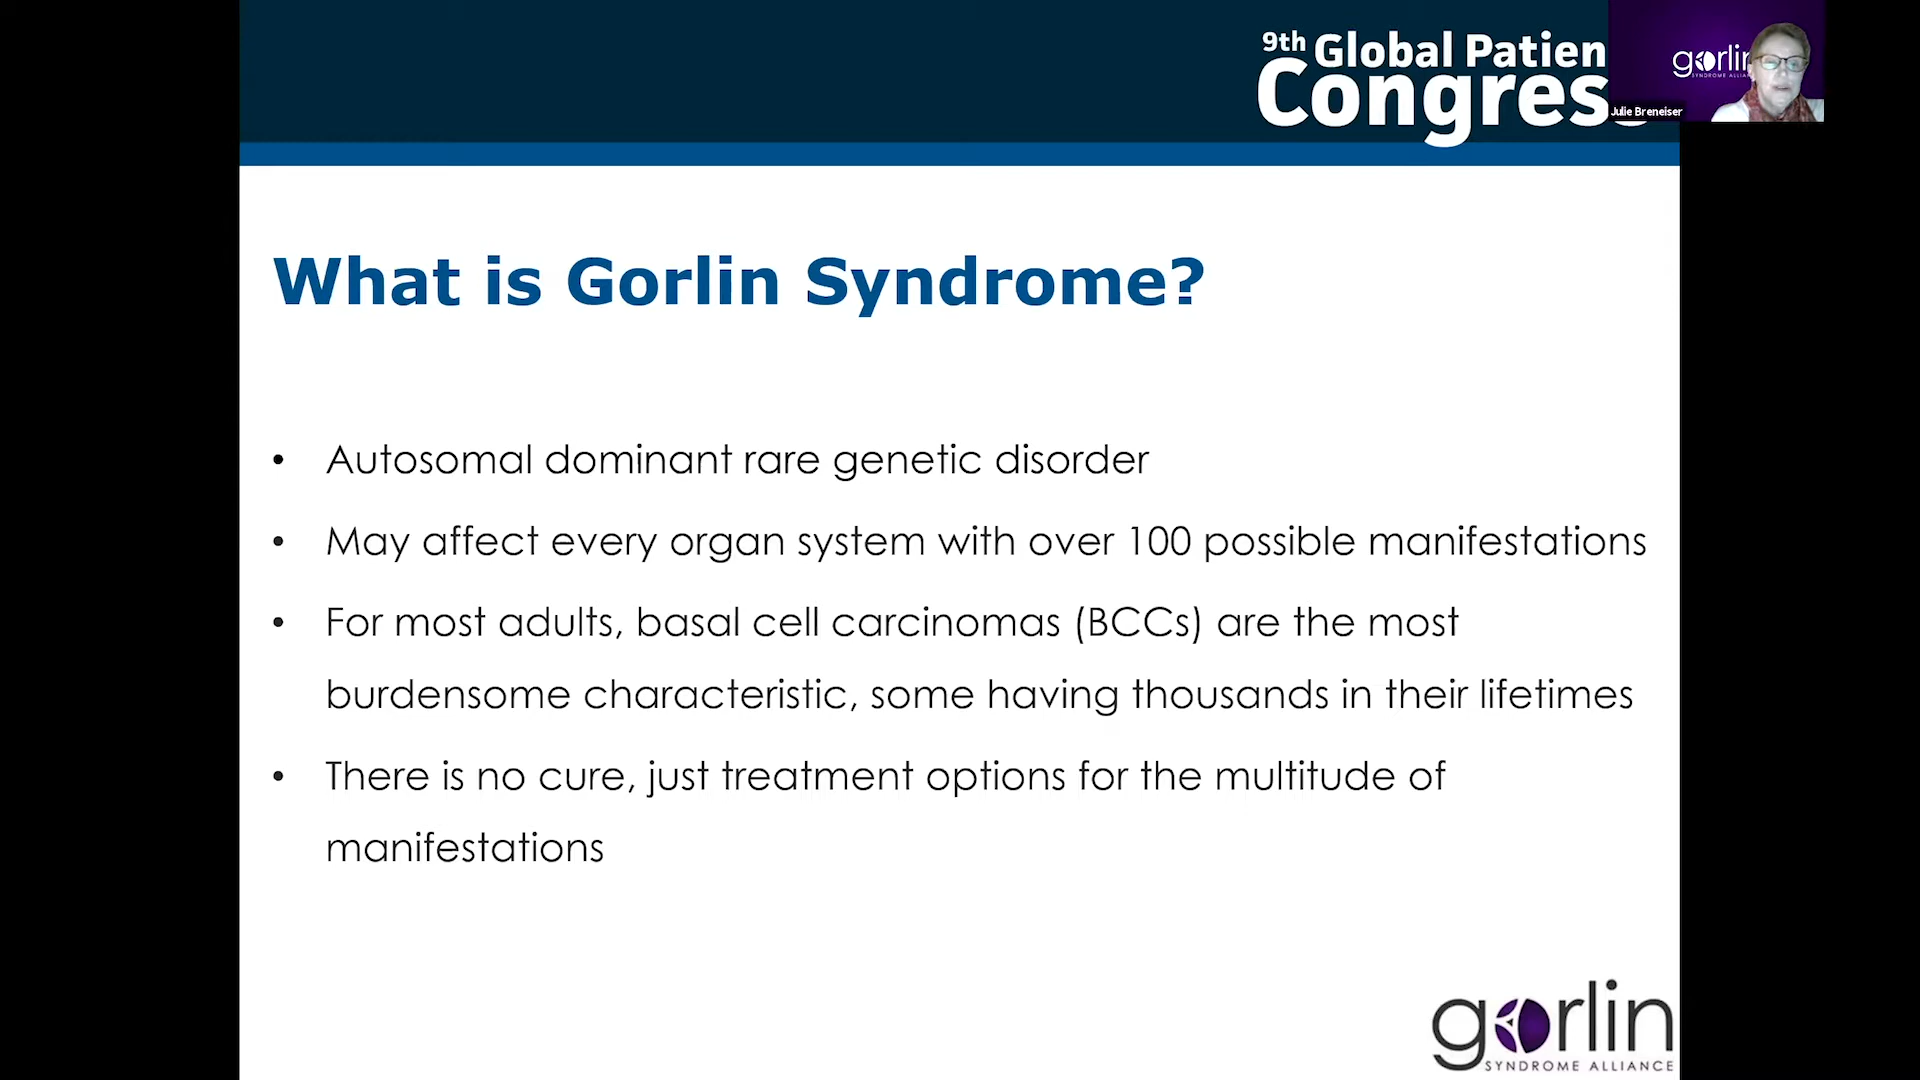 9th Global Patien
Congres
gorlin
SYNDROME ALLIA
Julie Breneiser
What is Gorlin Syndrome?
• Autosomal dominant rare genetic disorder
• May affect every organ system with over 100 possible manifestations
• For most adults, basal cell carcinomas (BCCs) are the most
burdensome characteristic, some having thousands in their lifetimes
• There is no cure, just treatment options for the multitude of
manifestations
gorlin
SYNDROME ALLIANCE